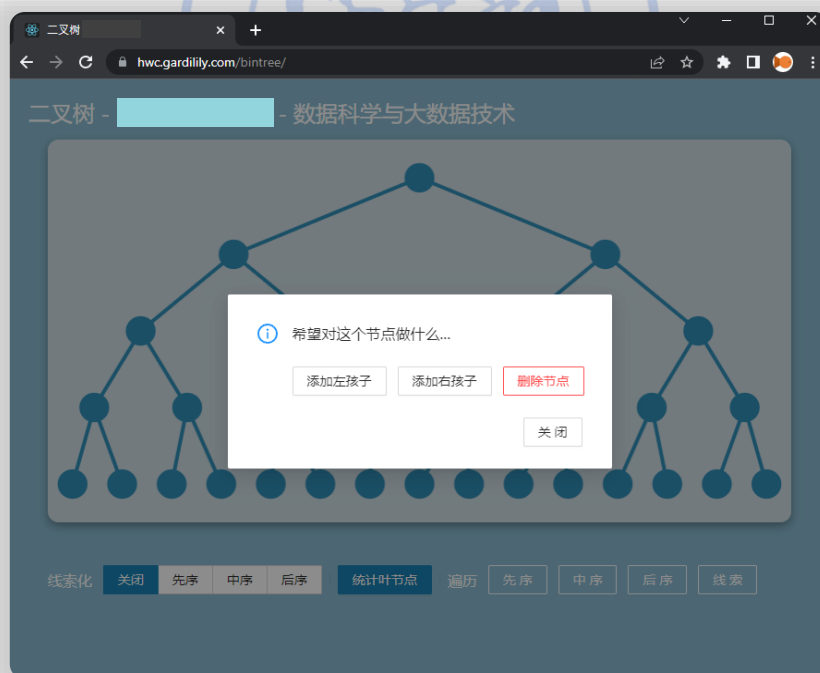 二叉树
hwc.gardilily.com/bintree/
二叉树 - - 数据科学与大数据技术
希望对这个节点做什么...
添加左孩子 添加右孩子 删除节点
关 闭
线索化 关闭 先序 中序 后序 统计叶节点 遍历 先 序 中 序 后 序 线 索